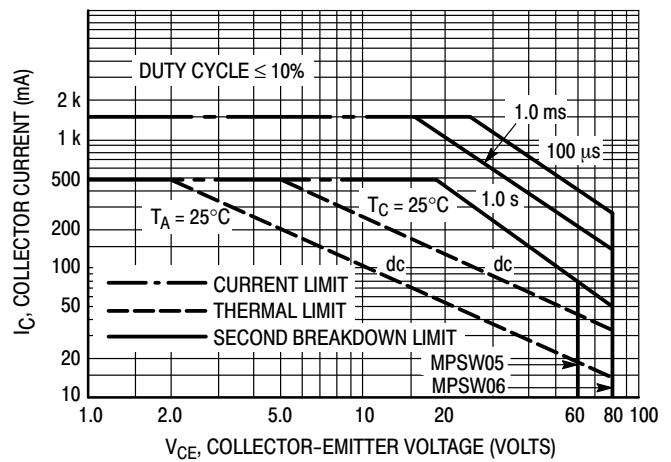 I_C, COLLECTOR CURRENT (mA)
DUTY CYCLE ≤ 10%
2 k
1 k
500
200
100
50
20
10
1.0 ms
100 μs
1.0 s
T_A = 25°C
T_C = 25°C
dc
dc
CURRENT LIMIT
THERMAL LIMIT
SECOND BREAKDOWN LIMIT
MPSW05
MPSW06
1.0 2.0 5.0 10 20 60 80 100
V_CE, COLLECTOR-EMITTER VOLTAGE (VOLTS)